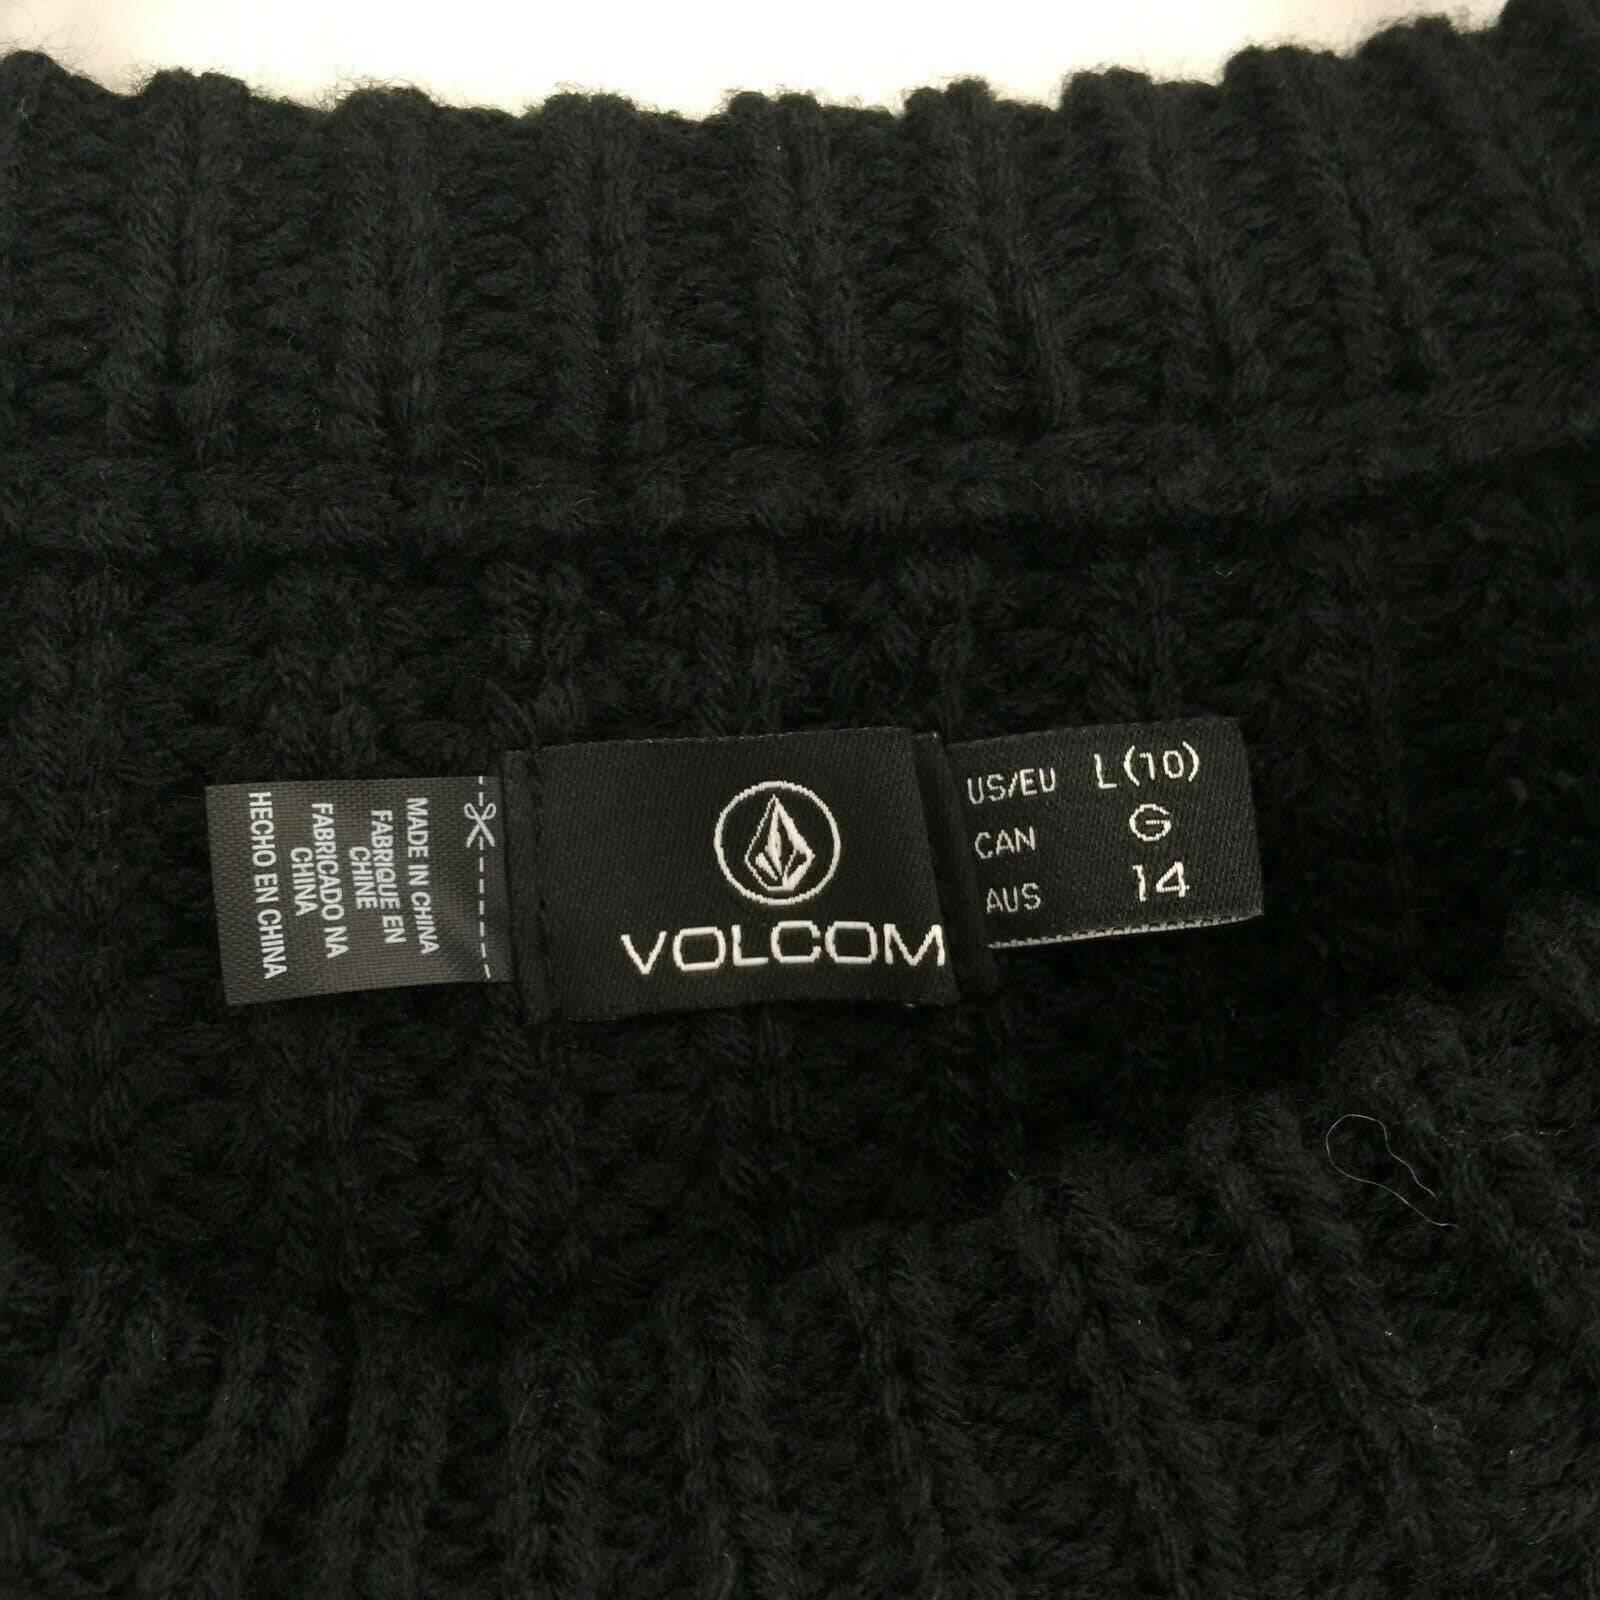 MADE IN CHINA
FABRIQUE EN
CHINE
FABRICADO NA
CHINA
HECHO EN CHINA
VOLCOM
US/EU L(10)
CAN G
AUS 14